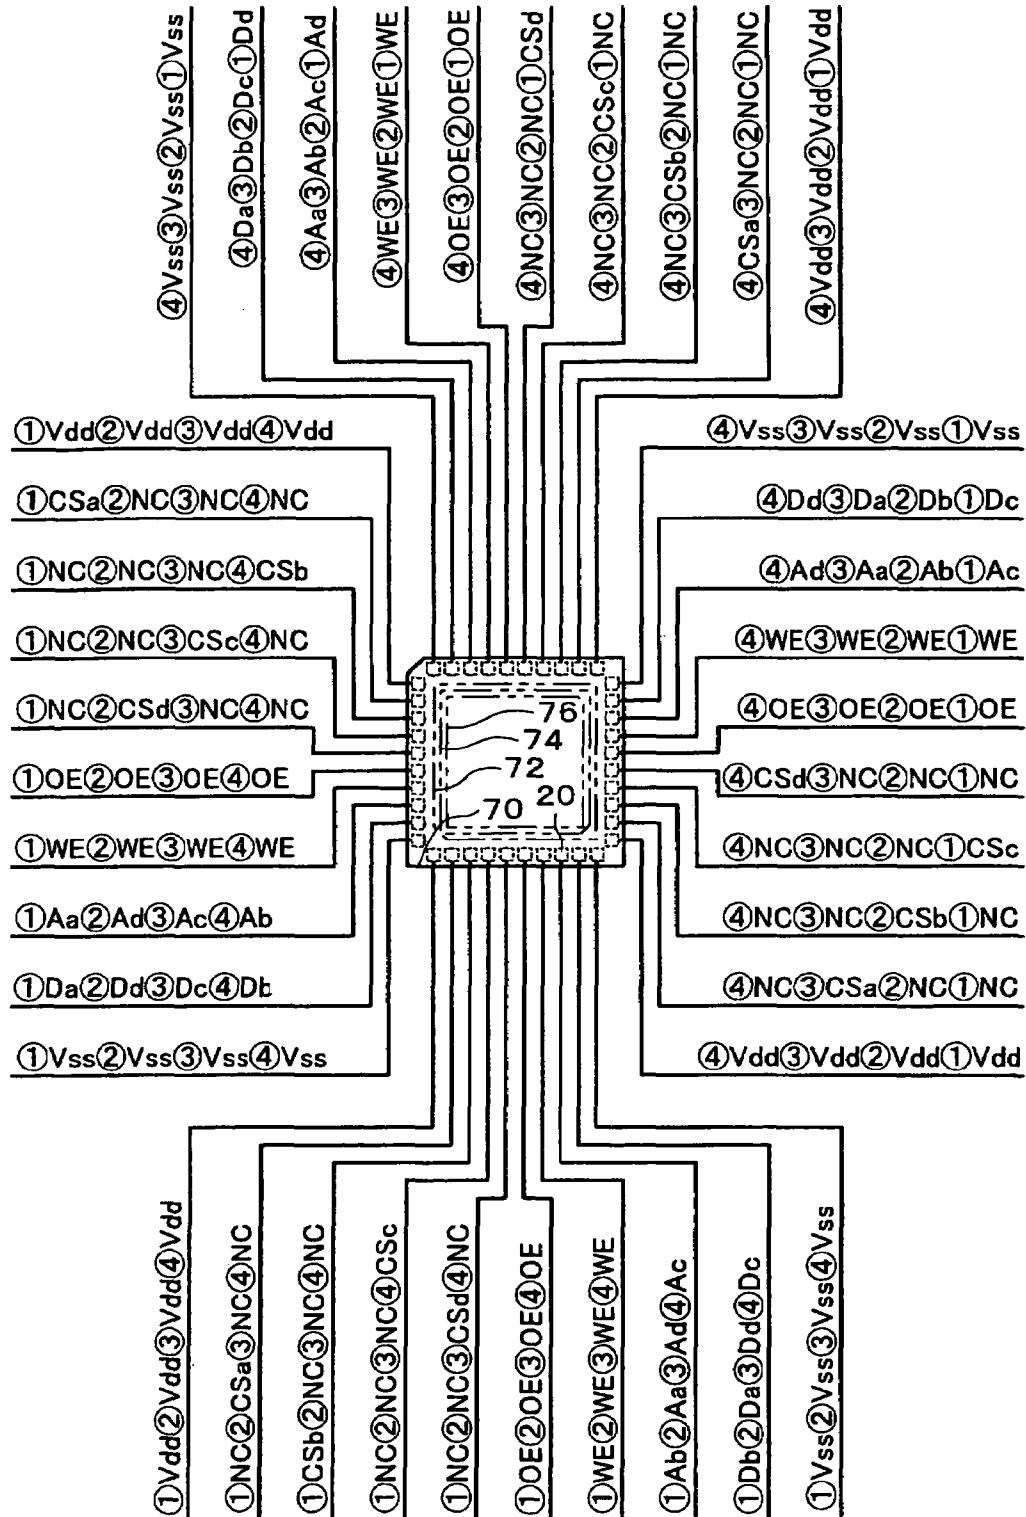 ④Vss③Vss②Vss①Vss
④Da③Db②Dc①Dd
④Aa③Ab②Ac①Ad
④WE③WE②WE①WE
④OE③OE②OE①OE
④NC③NC②NC①CSd
④NC③NC②CSc①NC
④NC③CSb②NC①NC
④CSa③NC②NC①NC
④Vdd③Vdd②Vdd①Vdd
①Vdd②Vdd③Vdd④Vdd
①CSa②NC③NC④NC
①NC②NC③NC④CSb
①NC②NC③CSc④NC
①NC②CSd③NC④NC
①OE②OE③OE④OE
①WE②WE③WE④WE
①Aa②Ad③Ac④Ab
①Da②Dd③Dc④Db
①Vss②Vss③Vss④Vss
76
74
72
70
20
④Vss③Vss②Vss①Vss
④Dd③Da②Db①Dc
④Ad③Aa②Ab①Ac
④WE③WE②WE①WE
④OE③OE②OE①OE
④CSd③NC②NC①NC
④NC③NC②NC①CSc
④NC③NC②CSb①NC
④NC③CSa②NC①NC
④Vdd③Vdd②Vdd①Vdd
①Vdd②Vdd③Vdd④Vdd
①NC②CSa③NC④NC
①CSb②NC③NC④NC
①NC②NC③NC④CSc
①NC②NC③CSd④NC
①OE②OE③OE④OE
①WE②WE③WE④WE
①Ab②Aa③Ad④Ac
①Db②Da③Dd④Dc
①Vss②Vss③Vss④Vss